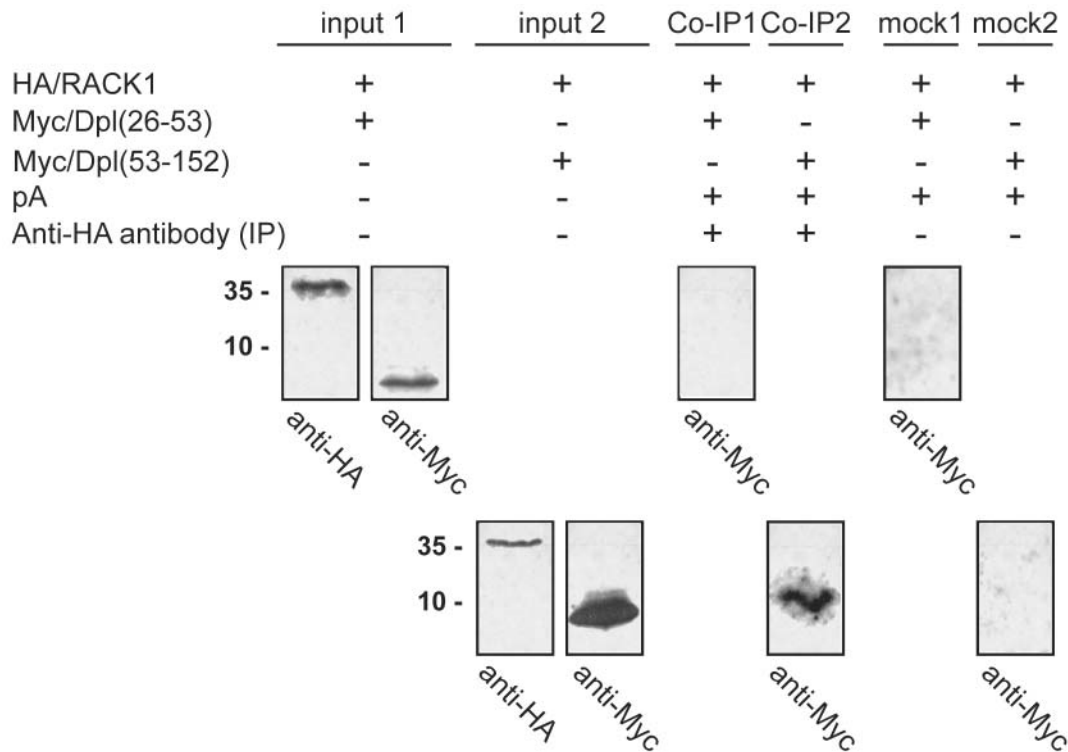 input 1 input 2 Co-IP1 Co-IP2 mock1 mock2
HA/RACK1 + + + + + +
Myc/Dpl(26-53) + - + - + -
Myc/Dpl(53-152) - + - + - +
pA - - + + + +
Anti-HA antibody (IP) - - + + - -
35 -
10 -
anti-HA anti-Myc anti-Myc anti-Myc
35 -
10 -
anti-HA anti-Myc anti-Myc anti-Myc